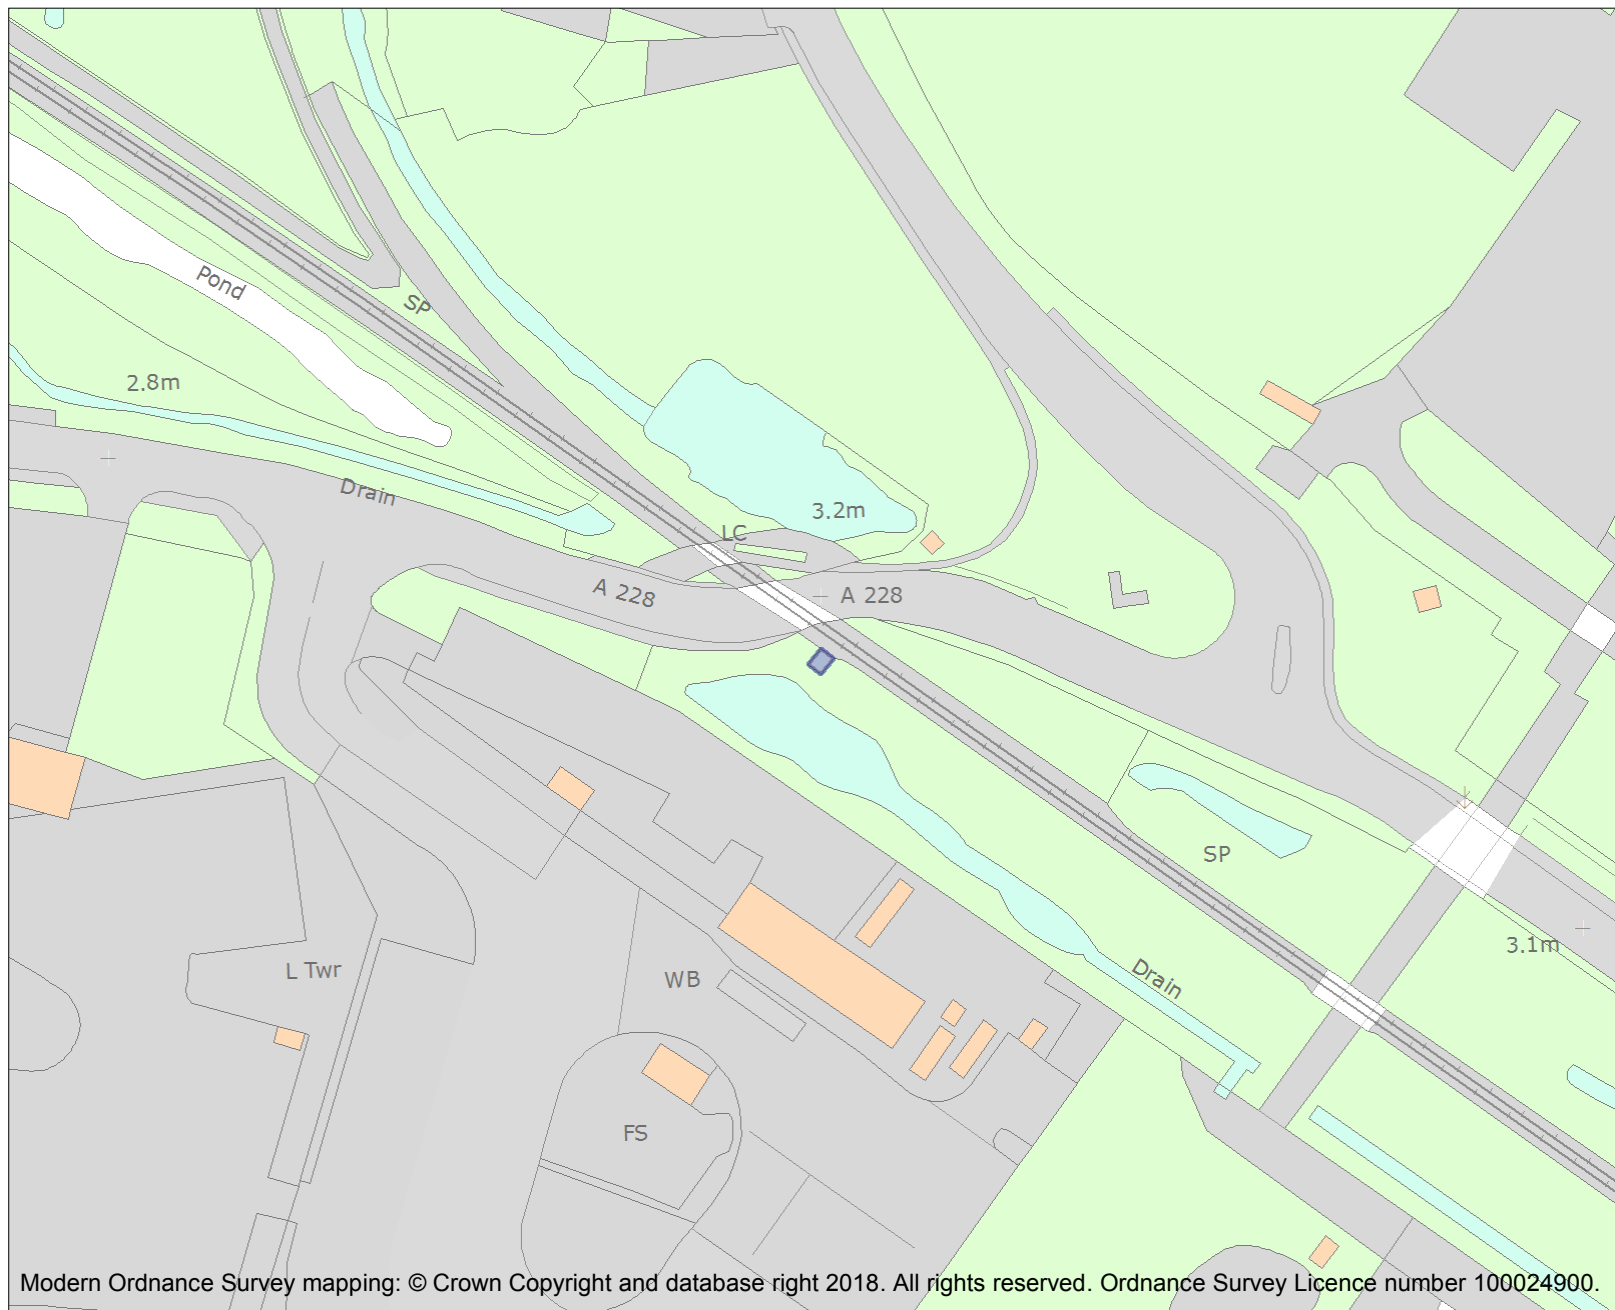 Pond
SP
2.8m
Drain
3.2m
LC
A 228
A 228
SP
3.1m
Drain
L Twr
WB
FS
Modern Ordnance Survey mapping: © Crown Copyright and database right 2018. All rights reserved. Ordnance Survey Licence number 100024900.